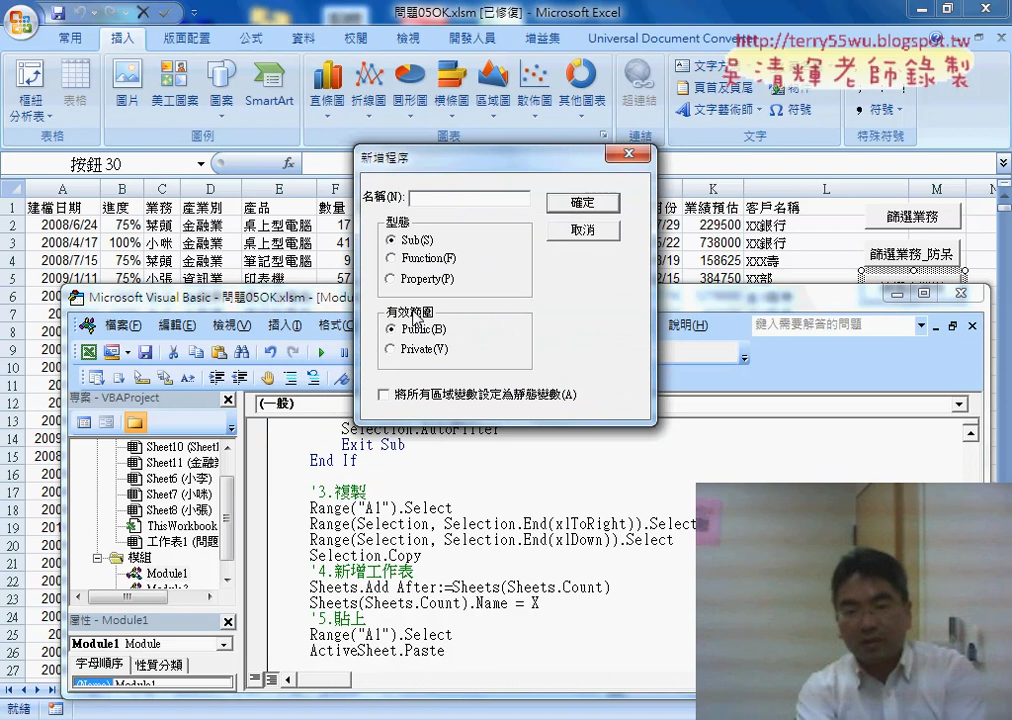 問題05OK.xlsm [已修復] - Microsoft Excel
常用 插入 版面配置 公式 資料 校閱 檢視 開發人員 增益集 Universal Document Conve
http://terry55wu.blogspot.tw
吳清輝老師錄製
樞紐分析表 表格 圖片 美工圖案 圖案 SmartArt 直條圖 折線圖 圓形圖 橫條圖 區域圖 散佈圖 其他圖表 超連結
頁首及頁尾
文字藝術師 Ω 符號 符號
表格 圖例 圖表 連結 文字 特殊符號
按鈕 30 fx
A B C D E F K L M
1 建檔日期 進度 業務 產業別 產品 數量 業績預估 客戶名稱
2 2008/6/24 75% 桌上型電腦 17 229500 XX銀行
3 2008/4/17 100% 小咪 桌上型電腦 41 738000 XX銀行
4 2008/7/15 75% 筆記型電腦 98 158625 XXX壽
5 2009/1/11 75% 小張 資訊業 印表機 57 384750 XX部
篩選業務
篩選業務_防呆
新增程序
名稱(N):
確定
取消
型態
Sub(S)
Function(F)
Property(P)
有效範圍
Public(B)
Private(V)
將所有區域變數設定為靜態變數(A)
Microsoft Visual Basic - 問題05OK.xlsm - [Modu
檔案(F) 編輯(E) 檢視(V) 插入(I) 格式( 說明(H) 鍵入需要解答的問題
專案 - VBAProject
Sheet10 (Sheet1
Sheet11 (金融業
Sheet6 (小李)
Sheet7 (小咪)
Sheet8 (小張)
ThisWorkbook
工作表1 (問題
模組
Module1
屬性 - Module1
Module1 Module
字母順序 性質分類
(Name) Module1
(一般)
Selection.AutoFilter
Exit Sub
End If
'3.複製
Range("A1").Select
Range(Selection, Selection.End(xlToRight)).Select
Range(Selection, Selection.End(xlDown)).Select
Selection.Copy
'4.新增工作表
Sheets.Add After:=Sheets(Sheets.Count)
Sheets(Sheets.Count).Name = X
'5.貼上
Range("A1").Select
ActiveSheet.Paste
就緒